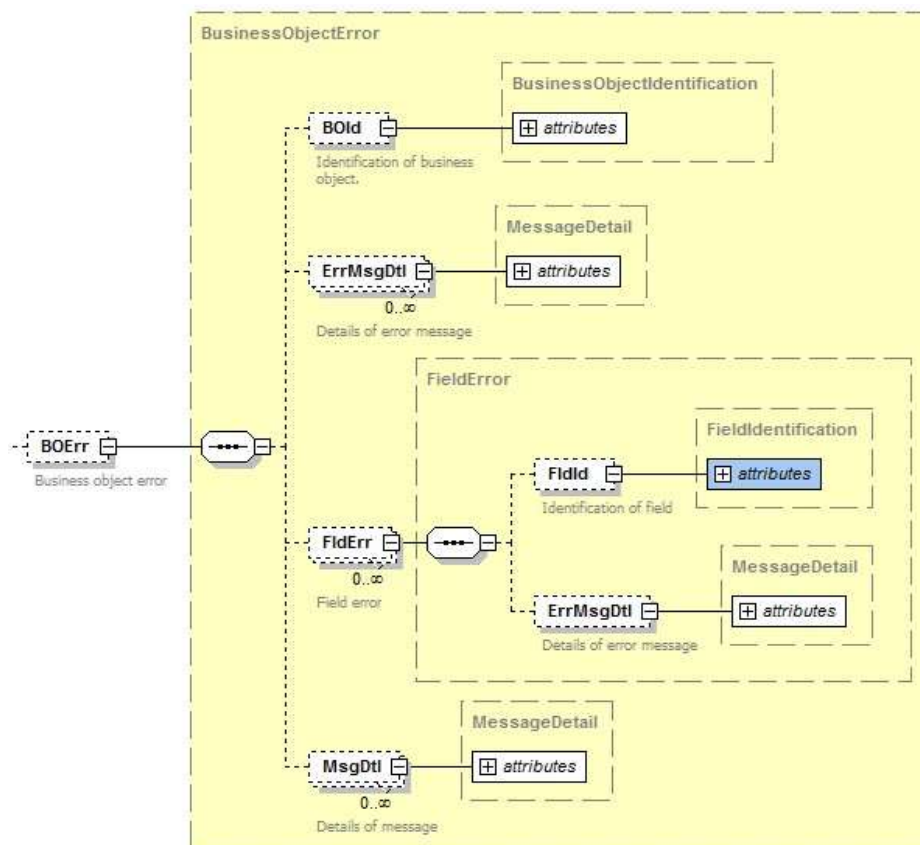 BusinessObjectError
BusinessObjectIdentification
BOId
attributes
Identification of business
object.
MessageDetail
ErrMsgDtl
attributes
0..∞
Details of error message
FieldError
FieldIdentification
BOErr
Business object error
FldId
attributes
Identification of field
FldErr
0..∞
Field error
MessageDetail
ErrMsgDtl
attributes
Details of error message
MessageDetail
MsgDtl
attributes
0..∞
Details of message